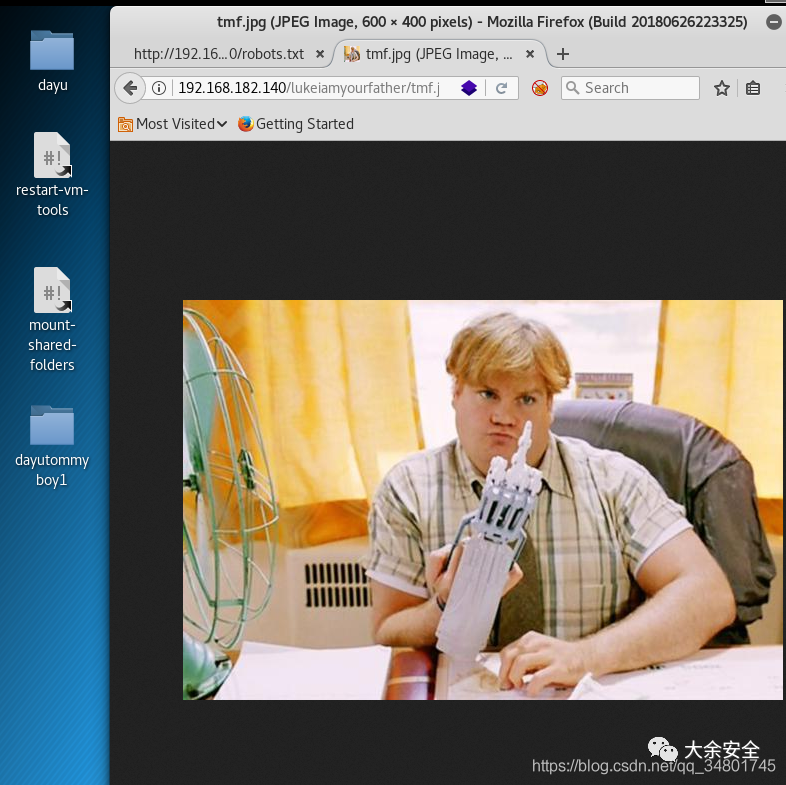 tmf.jpg (JPEG Image, 600 × 400 pixels) - Mozilla Firefox (Build 20180626223325)
http://192.16...0/robots.txt
tmf.jpg (JPEG Image, ...
192.168.182.140/lukeiamyourfather/tmf.j
Search
Most Visited
Getting Started
dayu
#!
restart-vm-
tools
#!
mount-
shared-
folders
dayutommy
boy1
大余安全
https://blog.csdn.net/qq_34801745